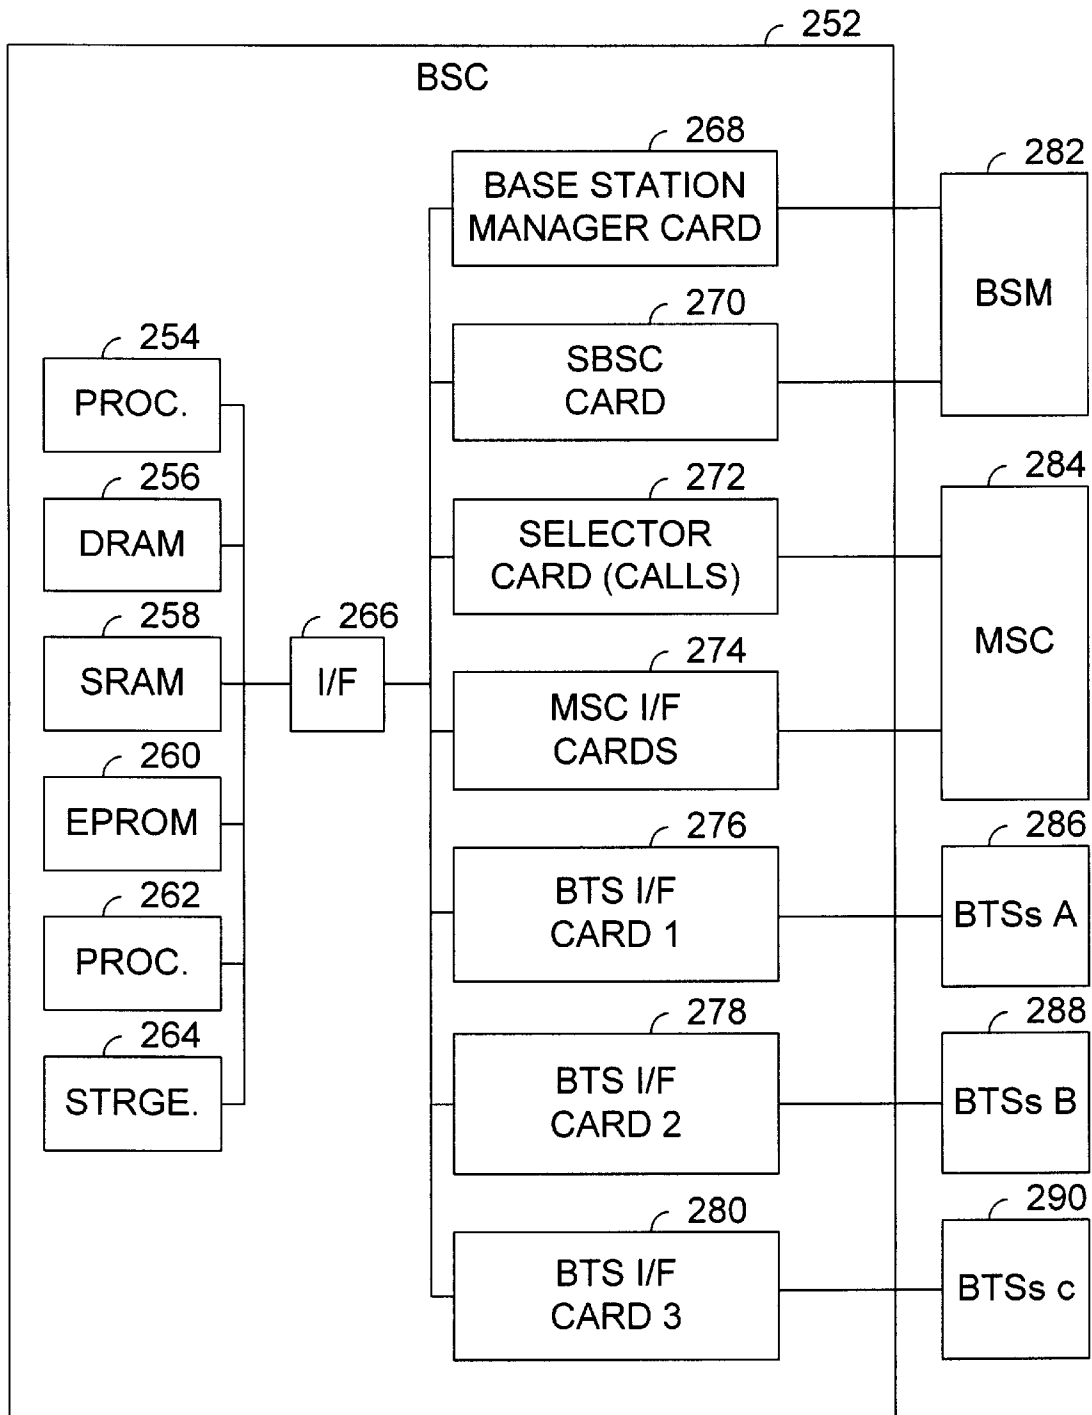 252
BSC
268
BASE STATION
MANAGER CARD
282
BSM
270
SBSC
CARD
254
PROC.
256
DRAM
258
SRAM
260
EPROM
262
PROC.
264
STRGE.
266
I/F
272
SELECTOR
CARD (CALLS)
284
MSC
274
MSC I/F
CARDS
276
BTS I/F
CARD 1
286
BTSs A
278
BTS I/F
CARD 2
288
BTSs B
280
BTS I/F
CARD 3
290
BTSs c